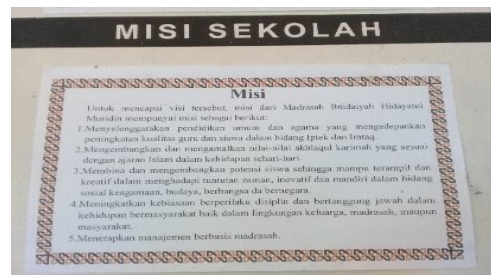 MISI SEKOLAH
Misi
Untuk mencapai visi tersebut, misi dari Madrasah Ibtidaiyah Hidayatul
Muridin mempunyai misi sebagai berikut:
1.Menyelenggarakan pendidikan umum dan agama yang mengedepankan
peningkatan kualitas guru dan siswa dalam bidang Iptek dan Imtaq.
2.Mengembangkan dan mengamalkan nilai-nilai akhlaqul karimah yang sesuai
dengan ajaran Islam dalam kehidupan sehari-hari.
3.Membina dan mengembangkan potensi siswa sehingga mampu terampil dan
kreatif dalam menghadapi tuntutan zaman, inovatif dan mandiri dalam bidang
sosial keagamaan, budaya, berbangsa da bernegara.
4.Meningkatkan kebiasaan berperilaku disiplin dan bertanggung jawab dalam
kehidupan bermasyarakat baik dalam lingkungan keluarga, madrasah, maupun
masyarakat.
5.Menerapkan manajemen berbasis madrasah.